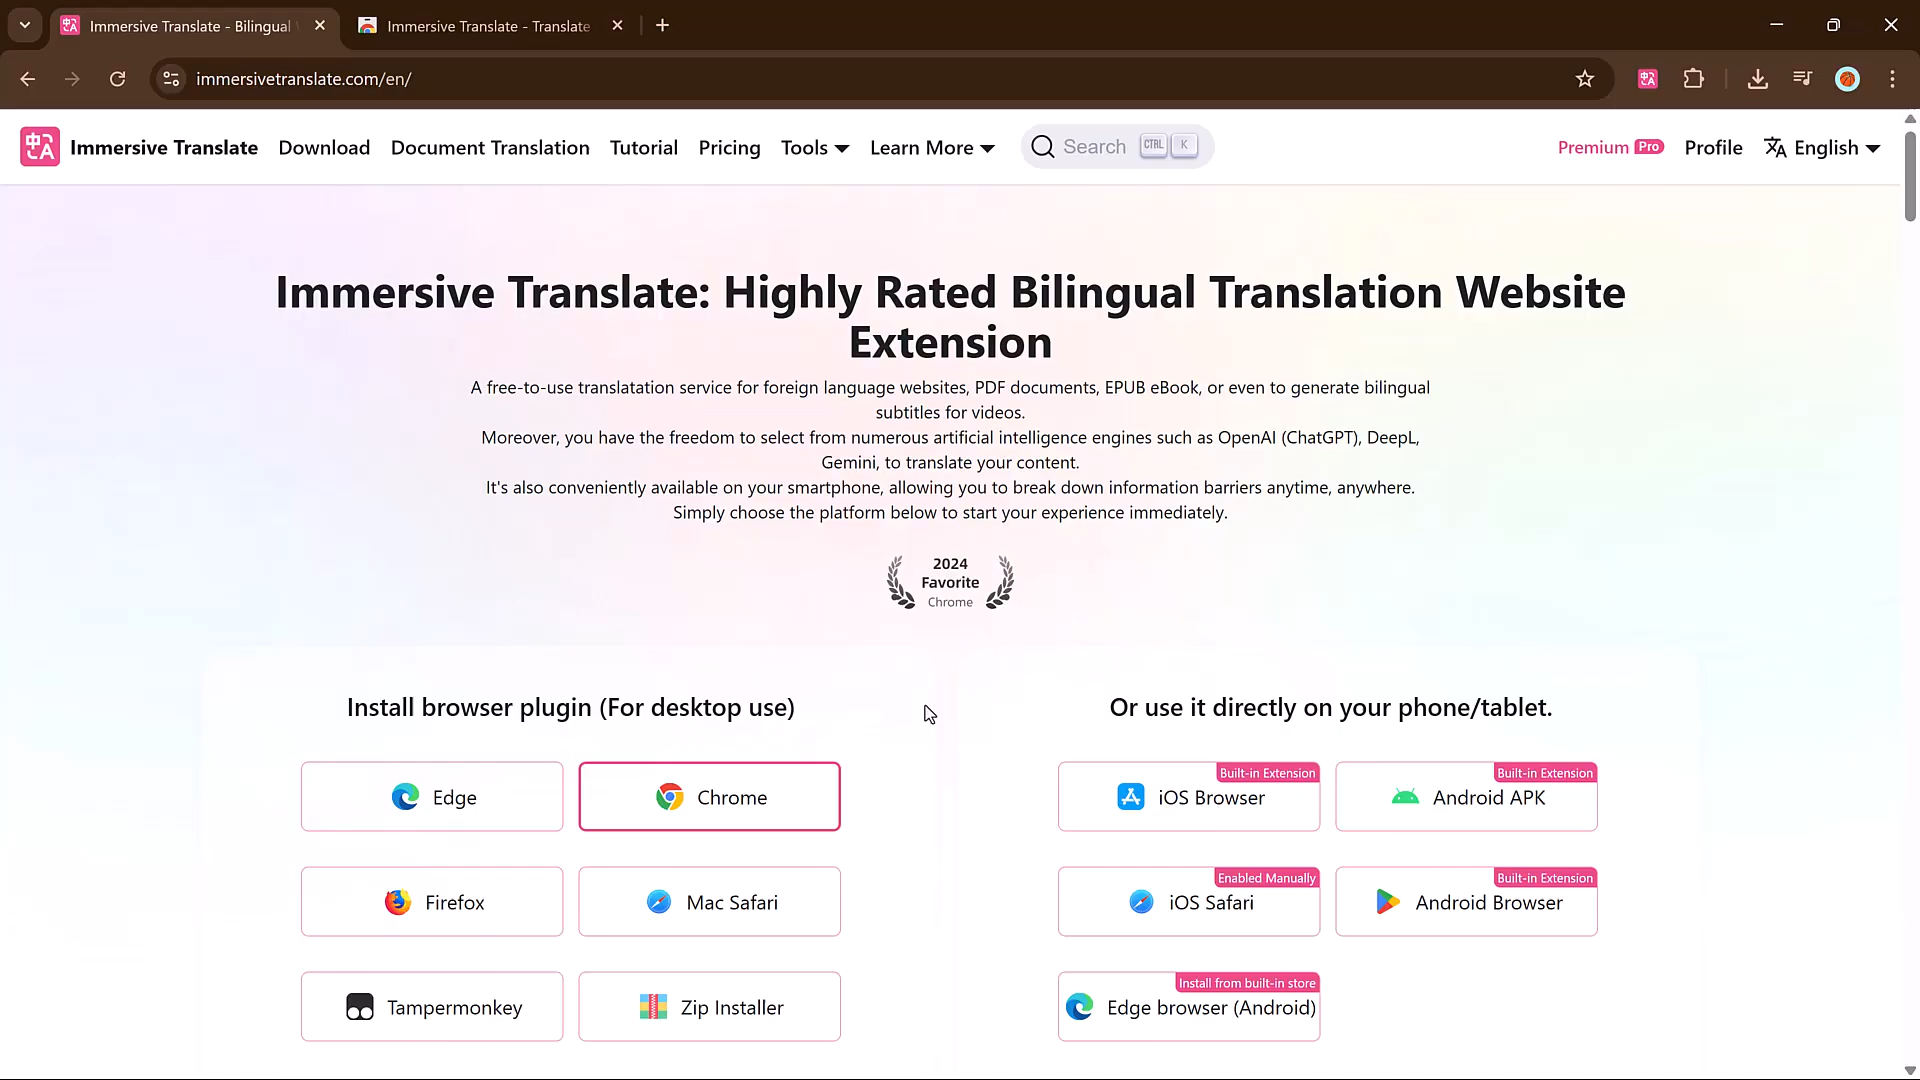 Immersive Translate - Bilingual
Immersive Translate - Translate
immersivetranslate.com/en/
Immersive Translate Download Document Translation Tutorial Pricing Tools Learn More Search CTRL K Premium Pro Profile English
Immersive Translate: Highly Rated Bilingual Translation Website
Extension
A free-to-use translatation service for foreign language websites, PDF documents, EPUB eBook, or even to generate bilingual
subtitles for videos.
Moreover, you have the freedom to select from numerous artificial intelligence engines such as OpenAI (ChatGPT), DeepL,
Gemini, to translate your content.
It's also conveniently available on your smartphone, allowing you to break down information barriers anytime, anywhere.
Simply choose the platform below to start your experience immediately.
2024
Favorite
Chrome
Install browser plugin (For desktop use)
Edge
Chrome
Firefox
Mac Safari
Tampermonkey
Zip Installer
Or use it directly on your phone/tablet.
Built-in Extension
iOS Browser
Built-in Extension
Android APK
Enabled Manually
iOS Safari
Built-in Extension
Android Browser
Install from built-in store
Edge browser (Android)